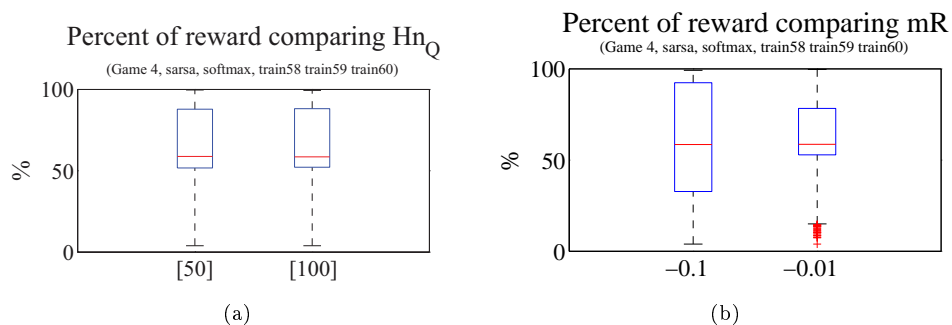 Percent of reward comparing Hn_Q
(Game 4, sarsa, softmax, train58 train59 train60)
100
50
0
%
[50] [100]
(a)
Percent of reward comparing mR
(Game 4, sarsa, softmax, train58 train59 train60)
100
50
0
%
−0.1 −0.01
(b)